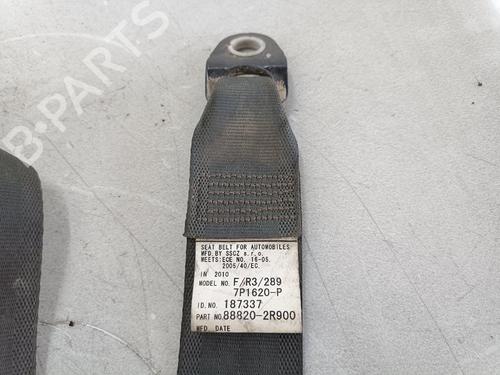 SEAT BELT FOR AUTOMOBILES
MFD.BY SSCZ s.r.o.
MEETS:ECE NO. 16-05.
2005/40/EC.
IN 2010
MODEL NO. F/R3/289
7P1620-P
ID.NO. 187337
PART NO. 88820-2R900
MFD. DATE
B-PARTS